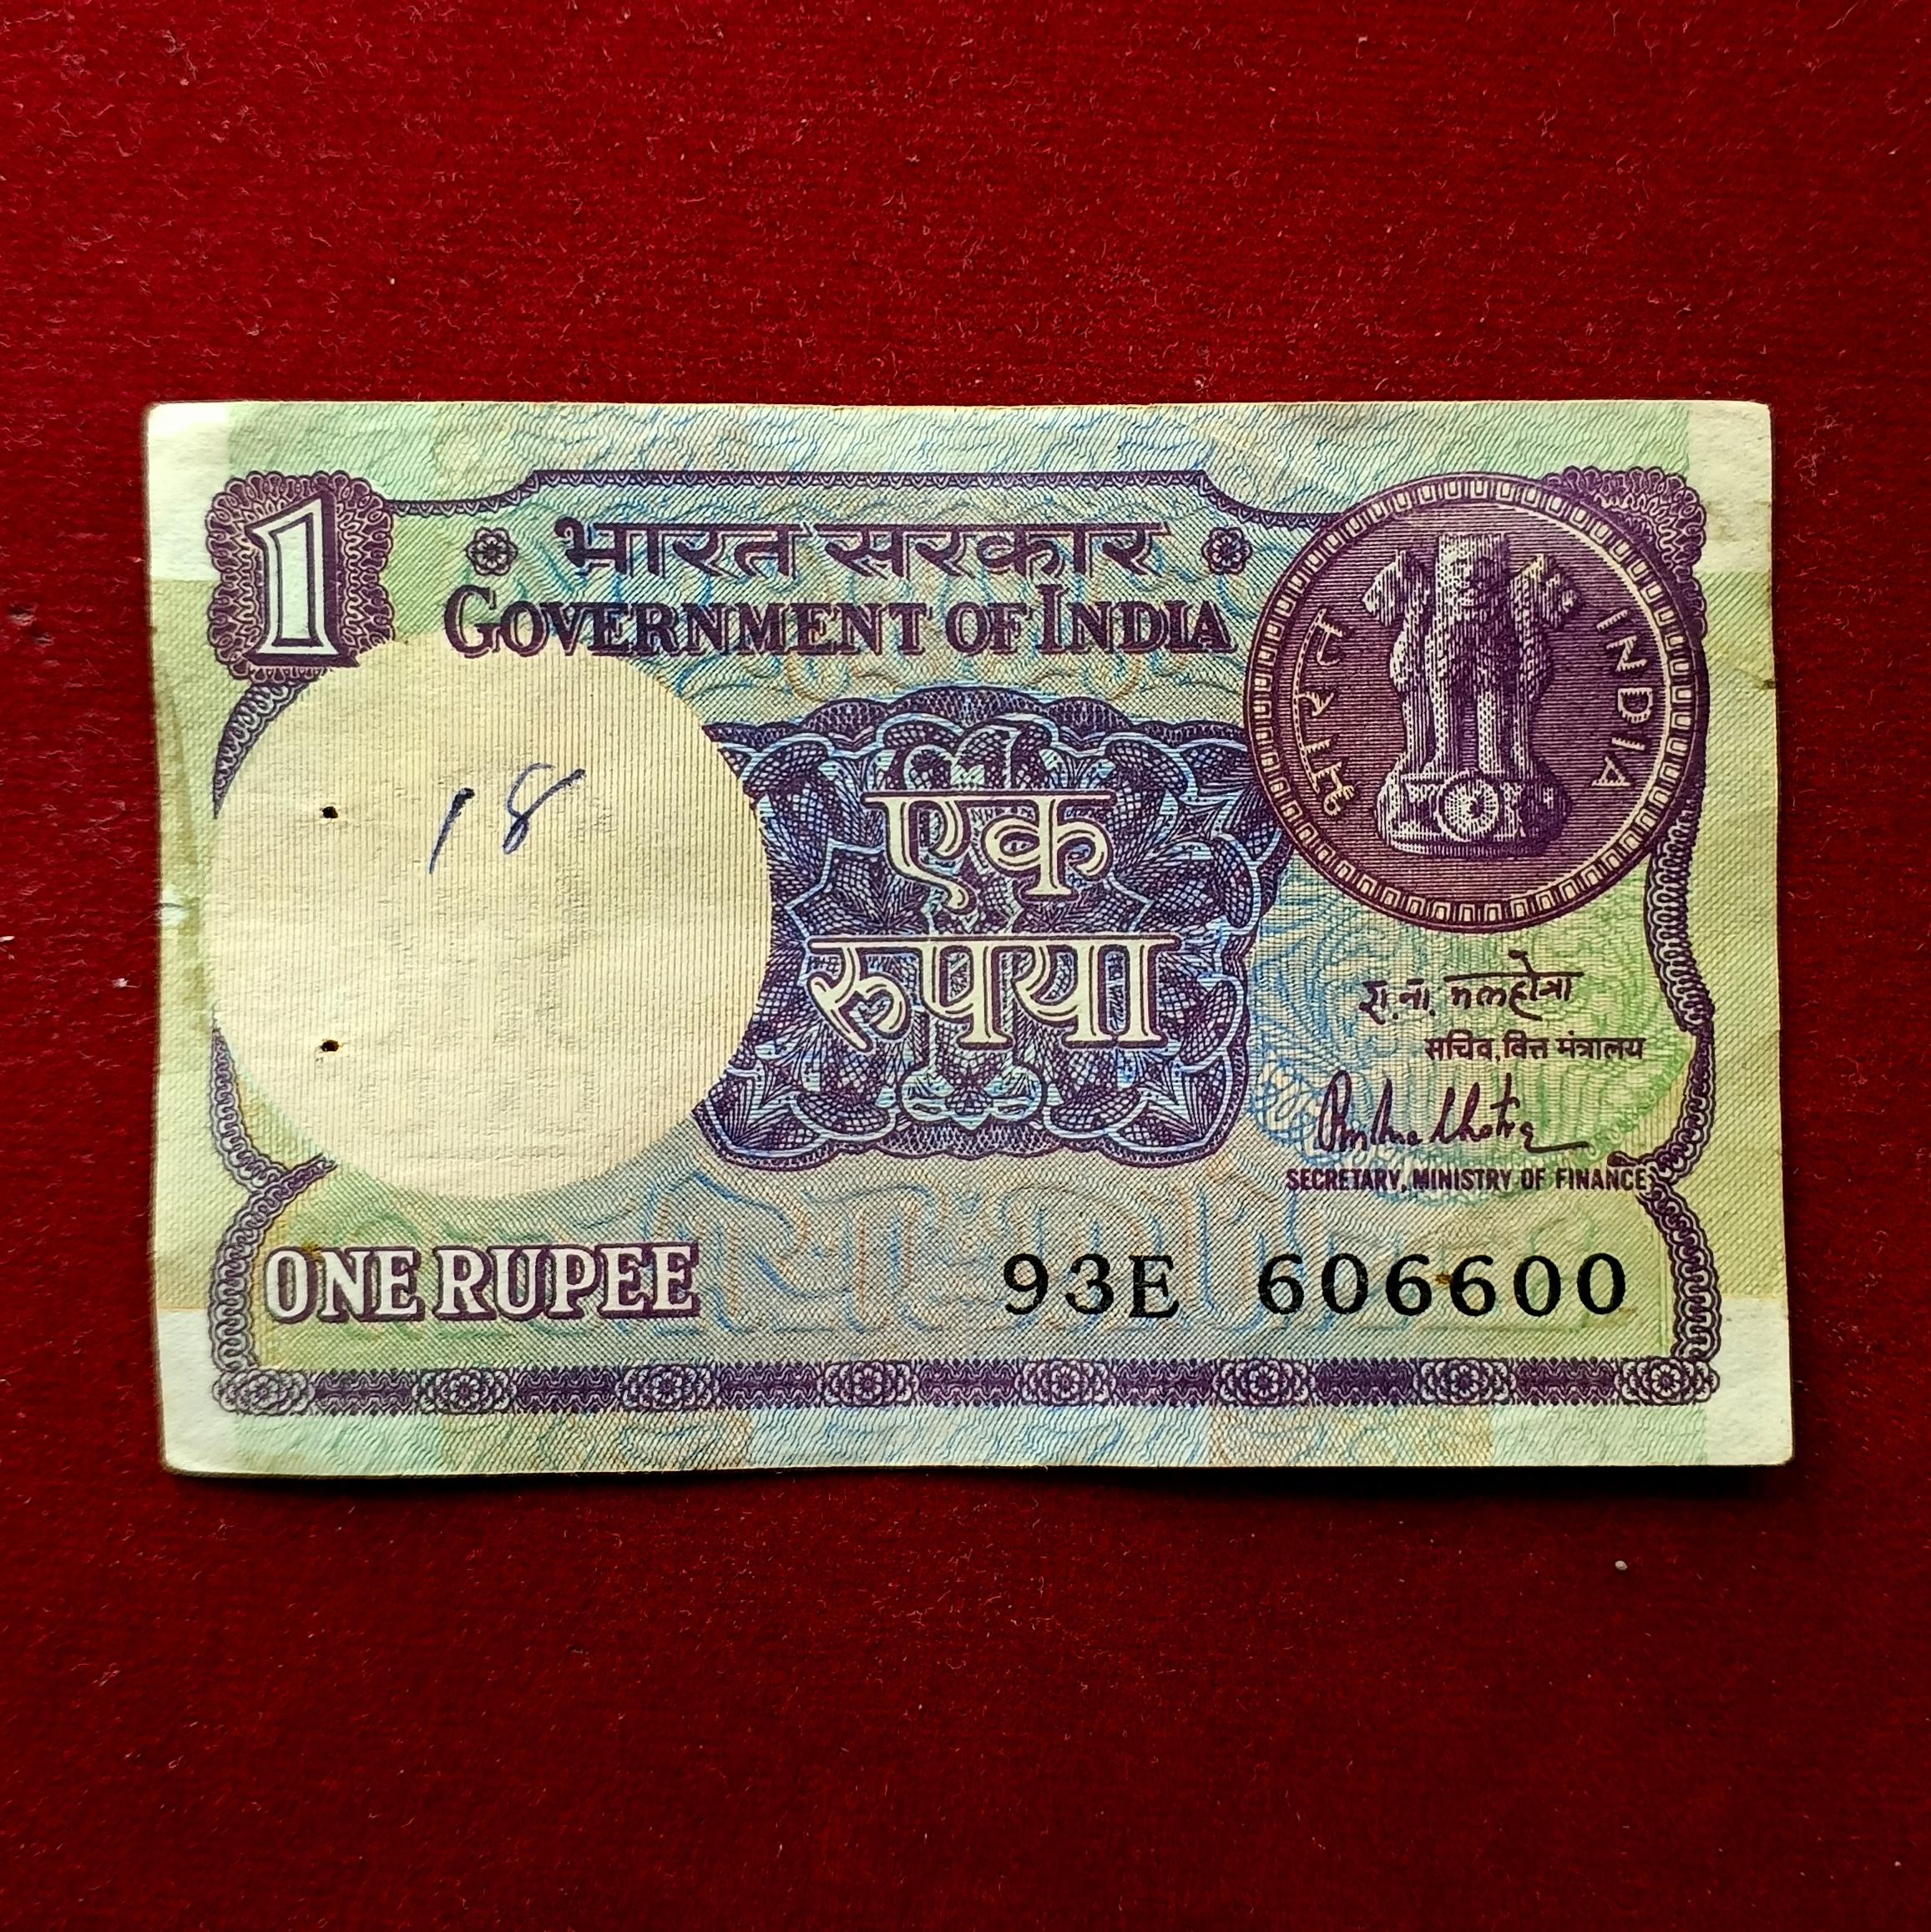 1
भारत सरकार
GOVERNMENT OF INDIA
भारत INDIA
18
एक
रुपया
रा. ना. मलहोत्रा
सचिव, वित्त मंत्रालय
SECRETARY, MINISTRY OF FINANCE
ONE RUPEE
93E 606600